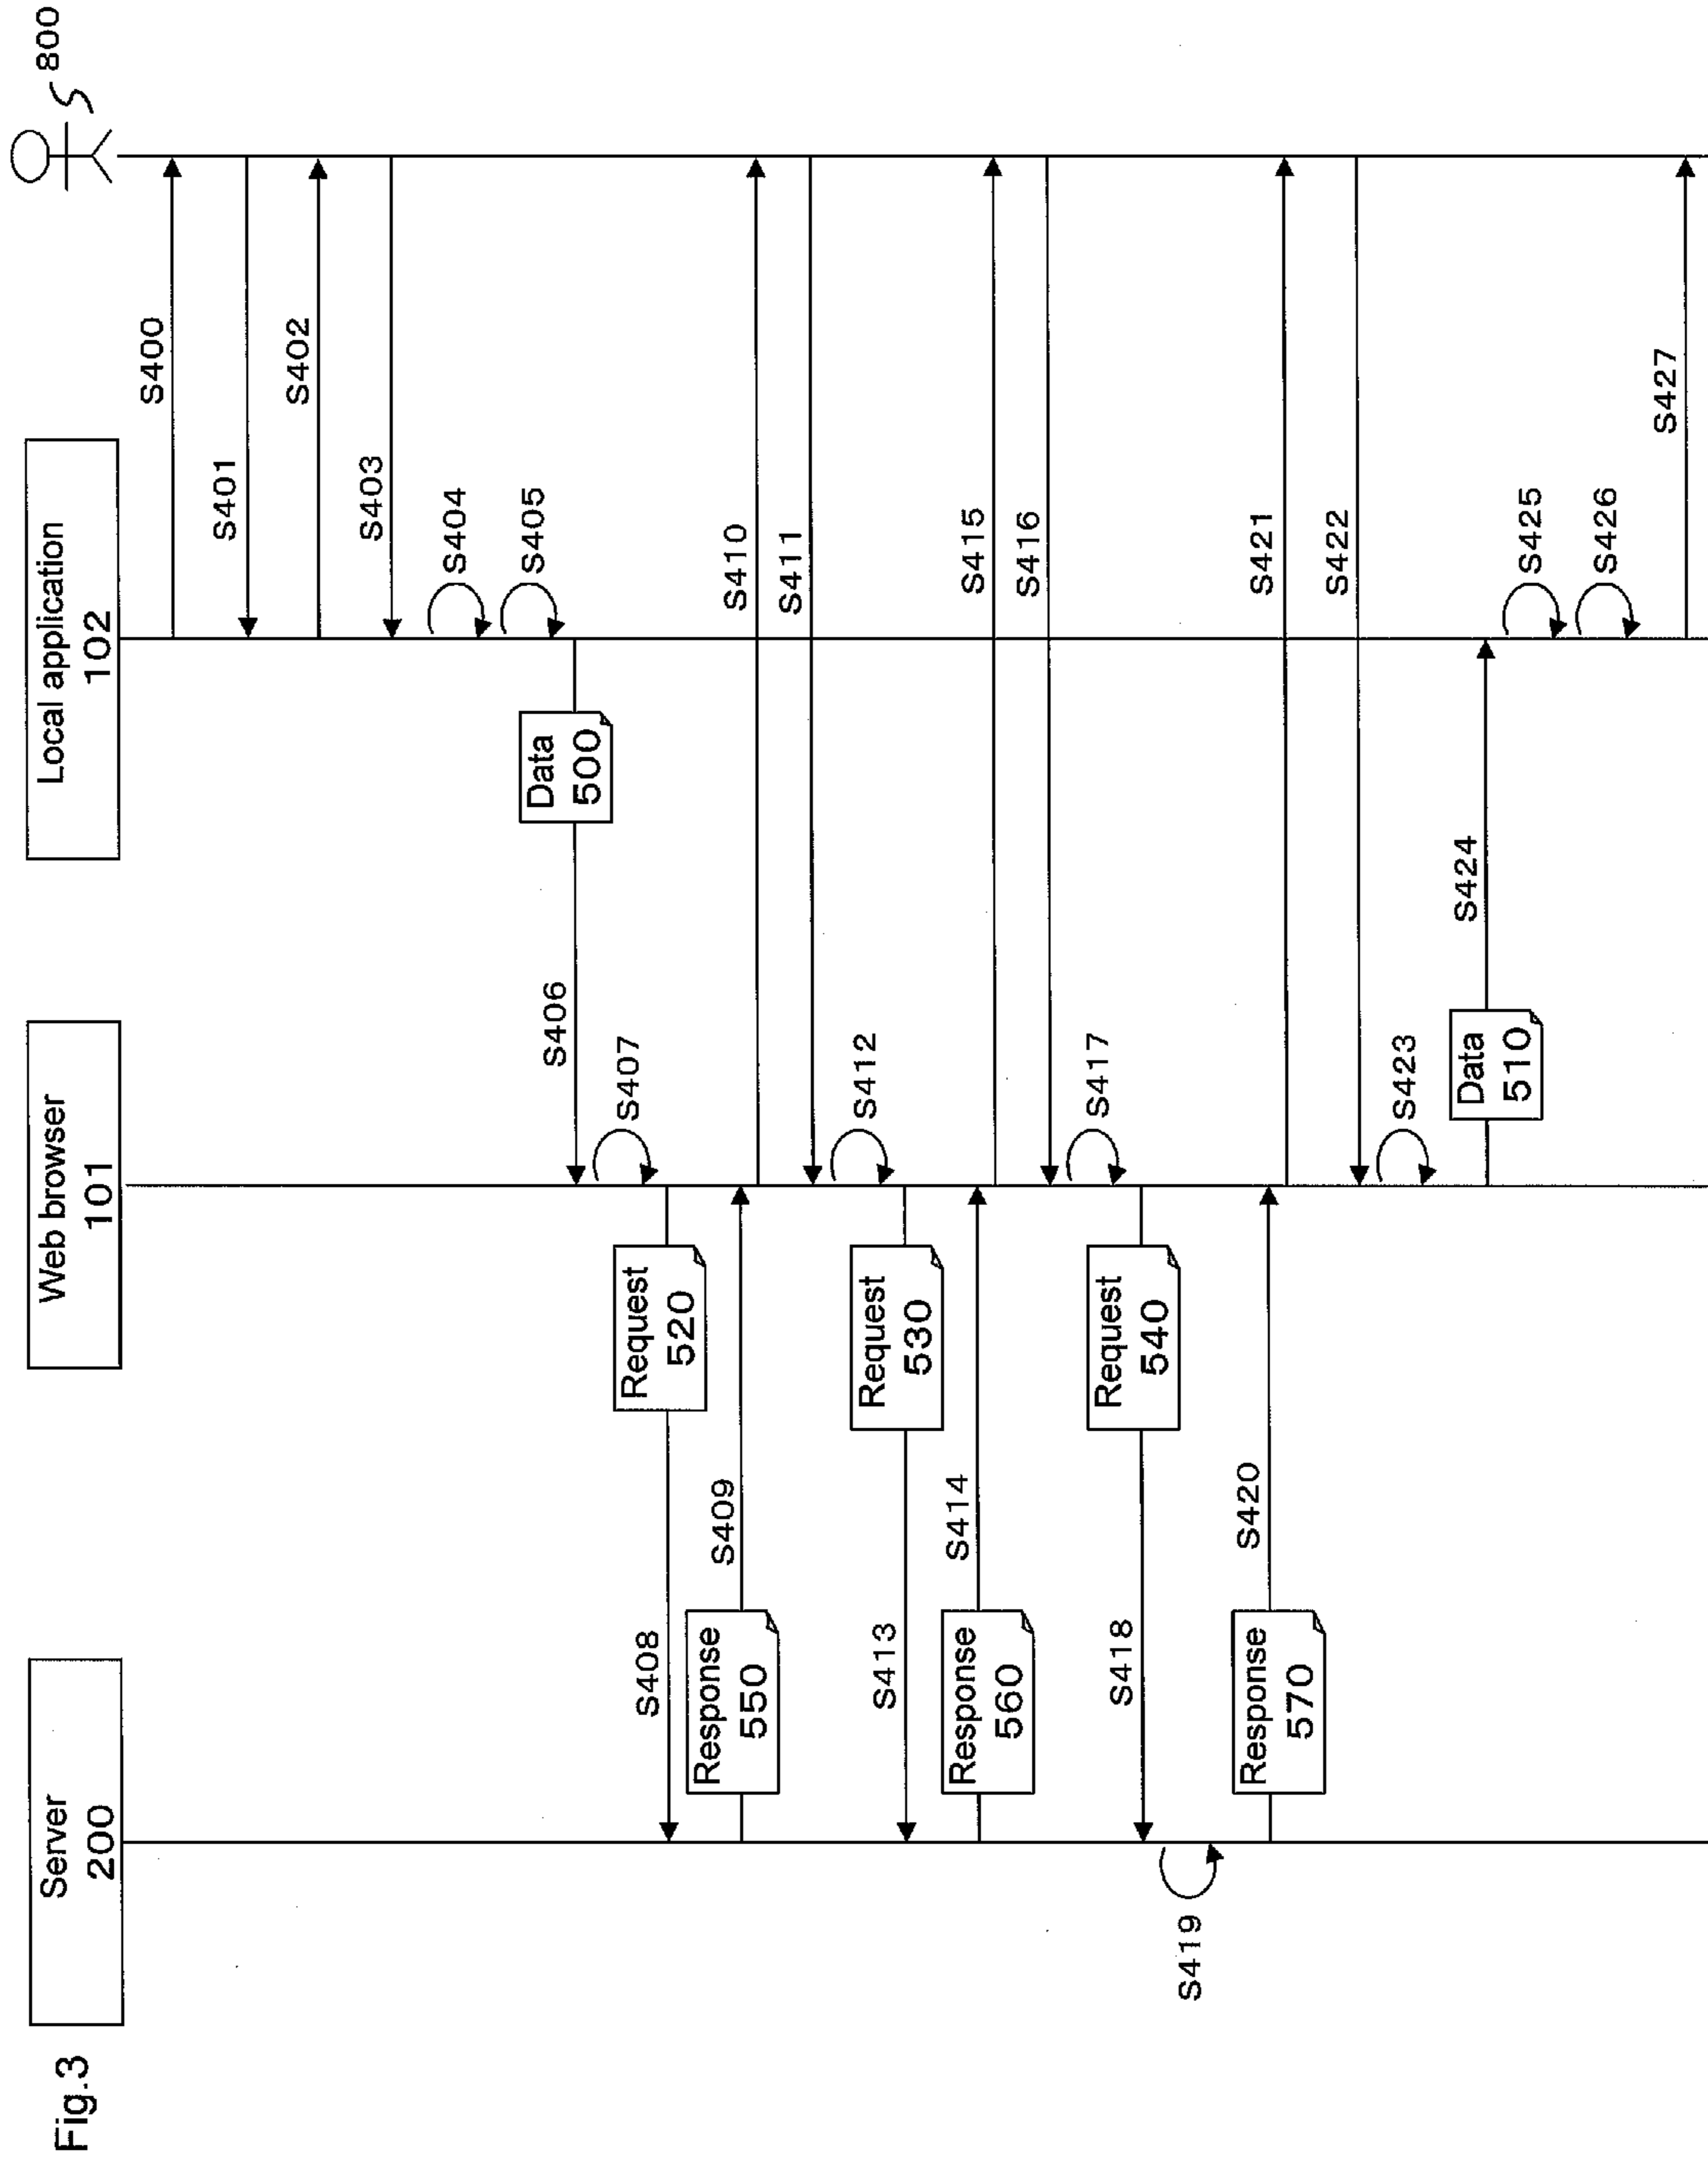 Fig.3
Server
200
Web browser
101
Local application
102
800
S400
S401
S402
S403
S404
S405
Data
500
S406
S407
Request
520
S408
Response
550
S409
S410
S411
S412
Request
530
S413
Response
560
S414
S415
S416
S417
Request
540
S418
S419
Response
570
S420
S421
S422
S423
Data
510
S424
S425
S426
S427